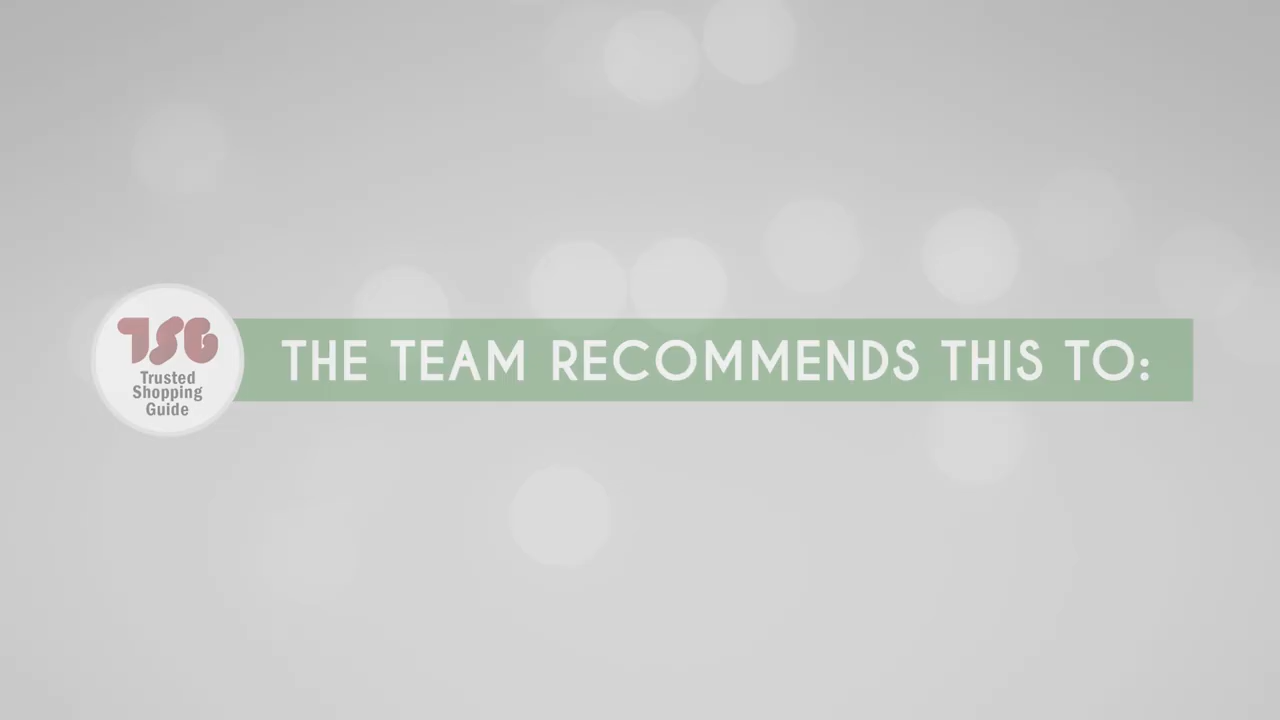 TSG
Trusted
Shopping
Guide
THE TEAM RECOMMENDS THIS TO: